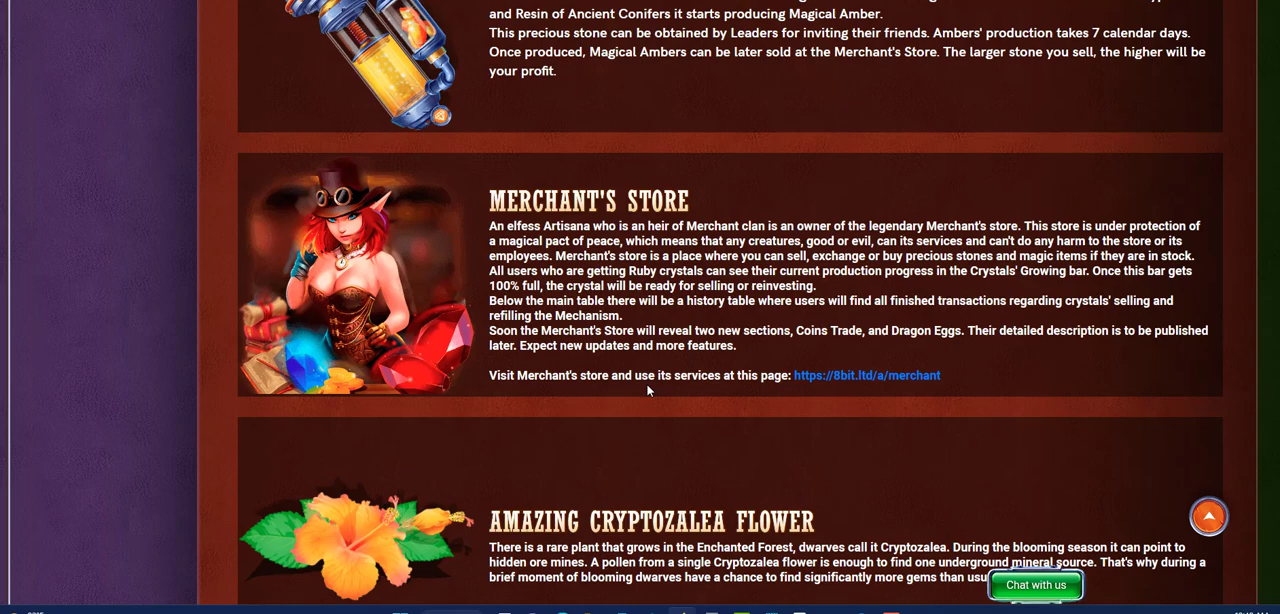 and Resin of Ancient Conifers it starts producing Magical Amber.
This precious stone can be obtained by Leaders for inviting their friends. Ambers' production takes 7 calendar days.
Once produced, Magical Ambers can be later sold at the Merchant's Store. The larger stone you sell, the higher will be
your profit.
MERCHANT'S STORE
An elfess Artisana who is an heir of Merchant clan is an owner of the legendary Merchant's store. This store is under protection of
a magical pact of peace, which means that any creatures, good or evil, can its services and can't do any harm to the store or its
employees. Merchant's store is a place where you can sell, exchange or buy precious stones and magic items if they are in stock.
All users who are getting Ruby crystals can see their current production progress in the Crystals' Growing bar. Once this bar gets
100% full, the crystal will be ready for selling or reinvesting.
Below the main table there will be a history table where users will find all finished transactions regarding crystals' selling and
refilling the Mechanism.
Soon the Merchant's Store will reveal two new sections, Coins Trade, and Dragon Eggs. Their detailed description is to be published
later. Expect new updates and more features.
Visit Merchant's store and use its services at this page: https://8bit.ltd/a/merchant
AMAZING CRYPTOZALEA FLOWER
There is a rare plant that grows in the Enchanted Forest, dwarves call it Cryptozalea. During the blooming season it can point to
hidden ore mines. A pollen from a single Cryptozalea flower is enough to find one underground mineral source. That's why during a
brief moment of blooming dwarves have a chance to find significantly more gems than
Chat with us